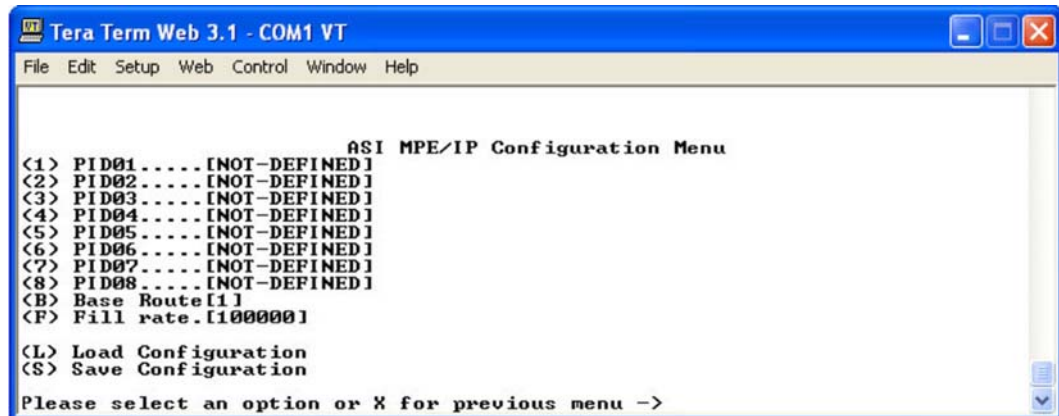 Tera Term Web 3.1 - COM1 VT
File Edit Setup Web Control Window Help
ASI MPE/IP Configuration Menu
(1) PID01.....[NOT-DEFINED]
(2) PID02.....[NOT-DEFINED]
(3) PID03.....[NOT-DEFINED]
(4) PID04.....[NOT-DEFINED]
(5) PID05.....[NOT-DEFINED]
(6) PID06.....[NOT-DEFINED]
(7) PID07.....[NOT-DEFINED]
(8) PID08.....[NOT-DEFINED]
(B) Base Route[1]
(F) Fill rate.[100000]
(L) Load Configuration
(S) Save Configuration
Please select an option or X for previous menu ->